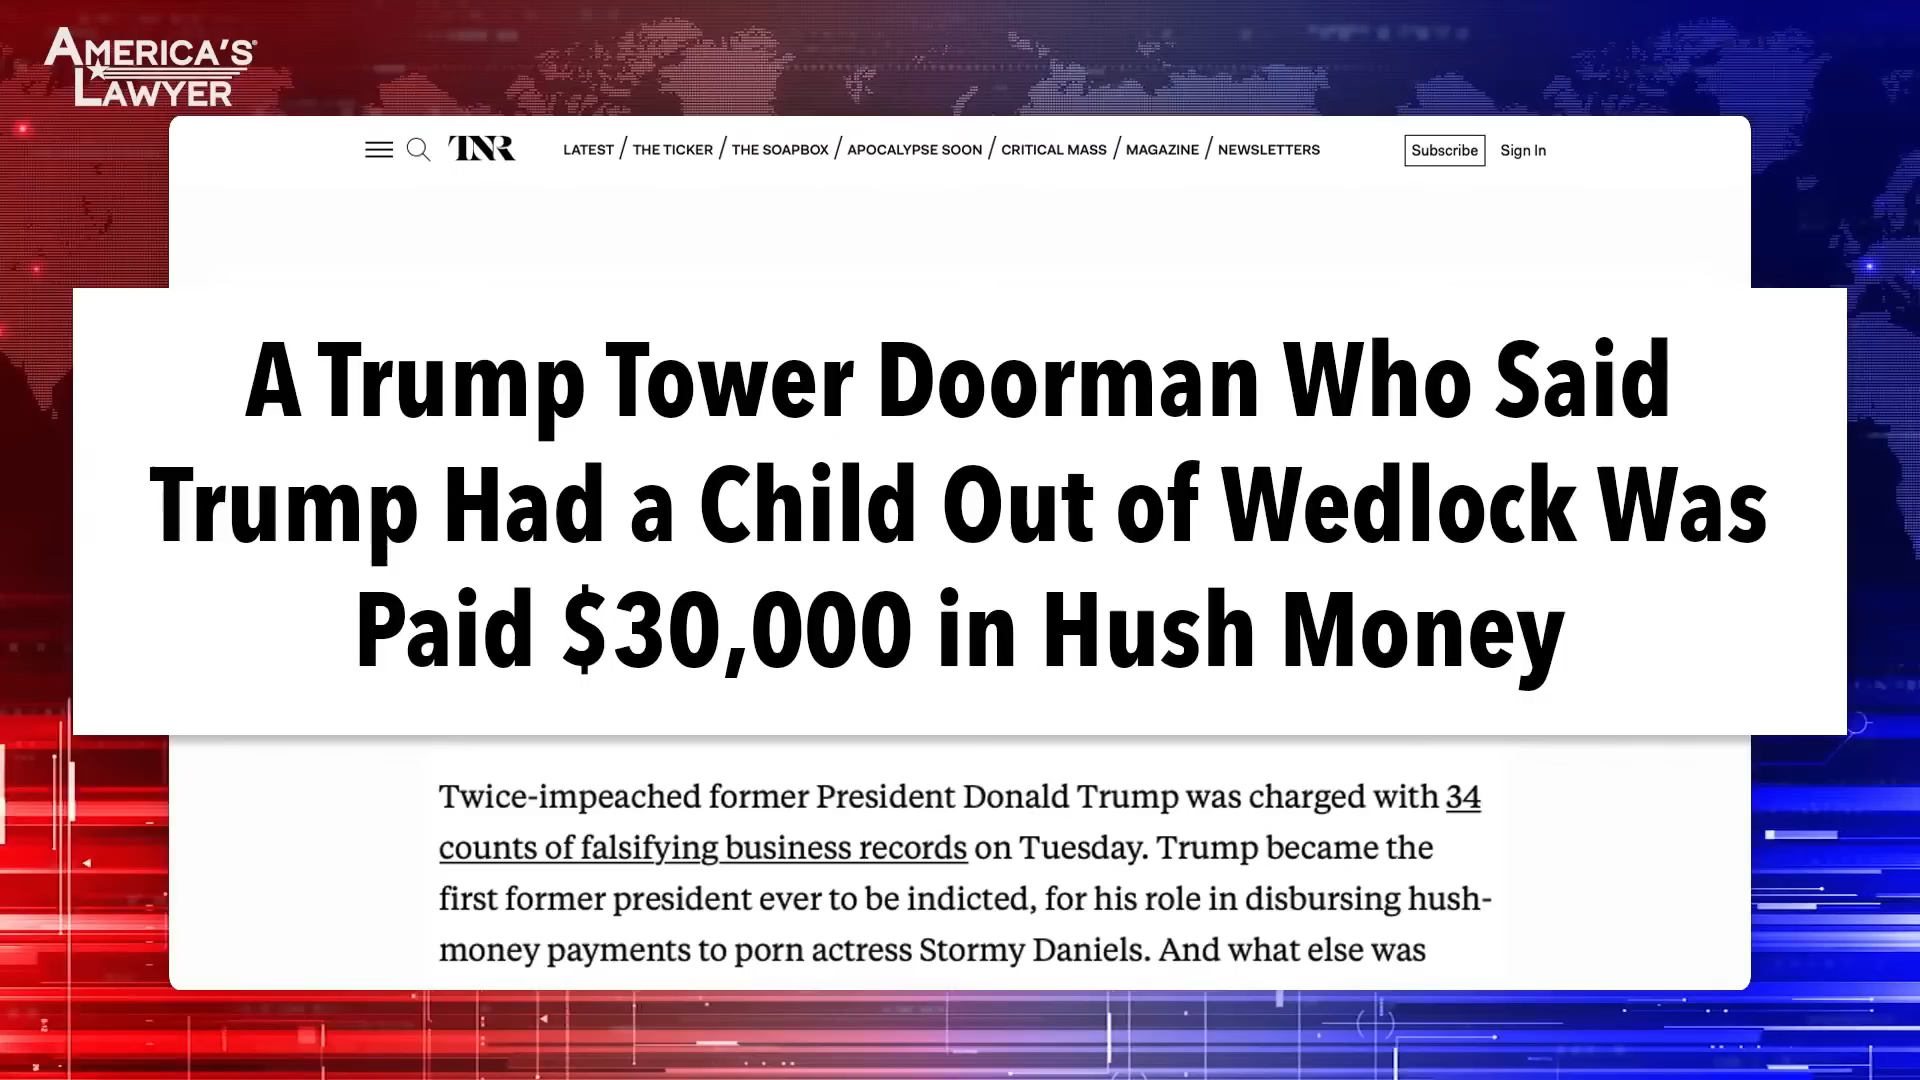 AMERICA'S
LAWYER
TNR LATEST / THE TICKER / THE SOAPBOX / APOCALYPSE SOON / CRITICAL MASS / MAGAZINE / NEWSLETTERS Subscribe Sign In
A Trump Tower Doorman Who Said
Trump Had a Child Out of Wedlock Was
Paid $30,000 in Hush Money
Twice-impeached former President Donald Trump was charged with 34
counts of falsifying business records on Tuesday. Trump became the
first former president ever to be indicted, for his role in disbursing hush-
money payments to porn actress Stormy Daniels. And what else was